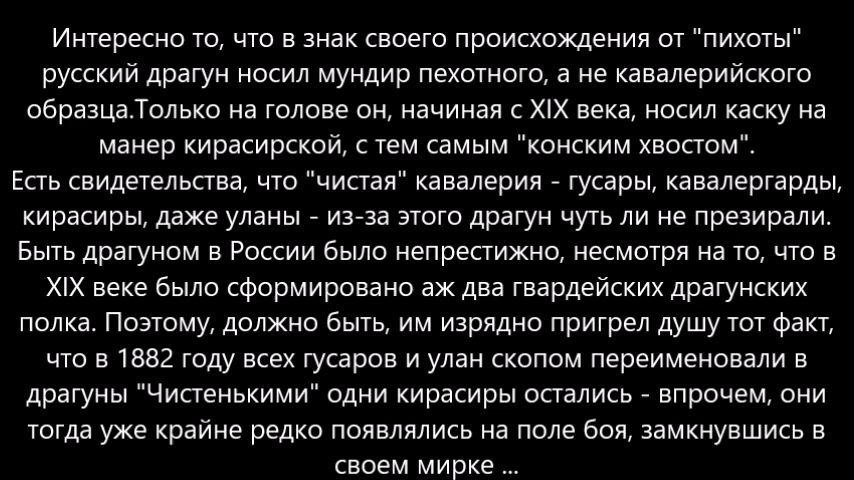 Интересно то, что в знак своего происхождения от "пихоты"
русский драгун носил мундир пехотного, а не кавалерийского
образца.Только на голове он, начиная с XIX века, носил каску на
манер кирасирской, с тем самым "конским хвостом".
Есть свидетельства, что "чистая" кавалерия - гусары, кавалергарды,
кирасиры, даже уланы - из-за этого драгун чуть ли не презирали.
Быть драгуном в России было непрестижно, несмотря на то, что в
XIX веке было сформировано аж два гвардейских драгунских
полка. Поэтому, должно быть, им изрядно пригрел душу тот факт,
что в 1882 году всех гусаров и улан скопом переименовали в
драгуны "Чистенькими" одни кирасиры остались - впрочем, они
тогда уже крайне редко появлялись на поле боя, замкнувшись в
своем мирке ...